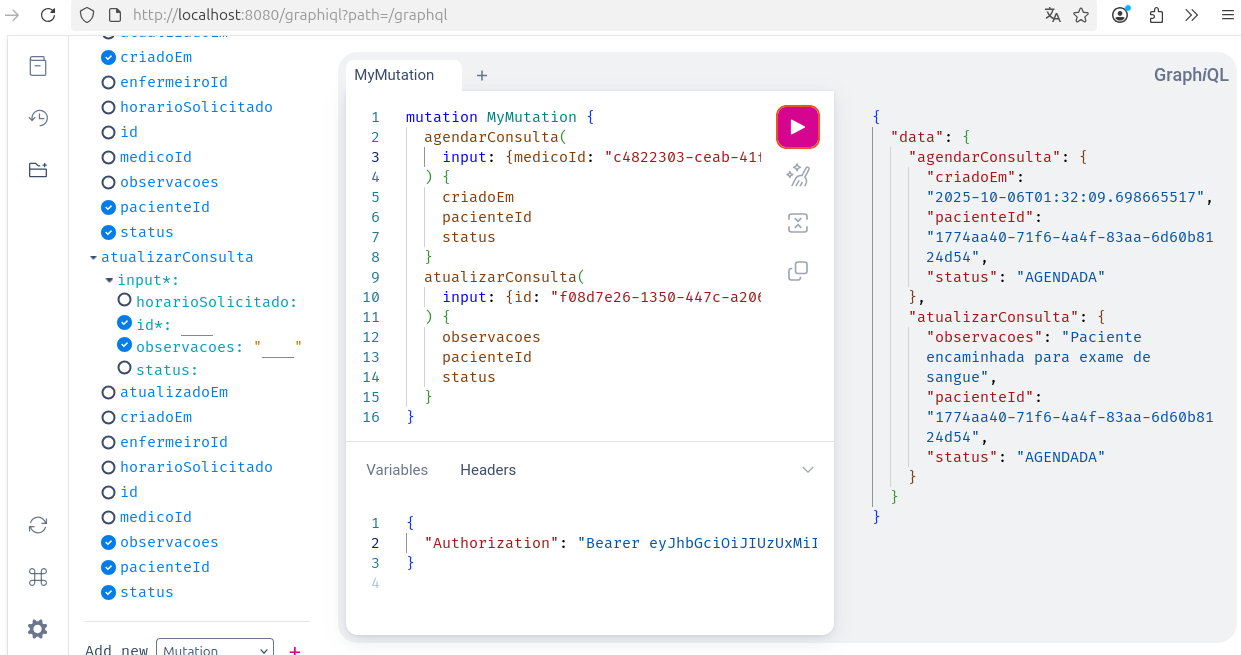 http://localhost:8080/graphiql?path=/graphql
criadoEm
enfermeiroId
horarioSolicitado
id
medicoId
observacoes
pacienteId
status
atualizarConsulta
input*:
horarioSolicitado:
id*: ____
observacoes: "____"
status:
atualizadoEm
criadoEm
enfermeiroId
horarioSolicitado
id
medicoId
observacoes
pacienteId
status
Add new Mutation +
MyMutation +
GraphiQL
1 mutation MyMutation {
2 agendarConsulta(
3 input: {medicoId: "c4822303-ceab-41f
4 ) {
5 criadoEm
6 pacienteId
7 status
8 }
9 atualizarConsulta(
10 input: {id: "f08d7e26-1350-447c-a206
11 ) {
12 observacoes
13 pacienteId
14 status
15 }
16 }
Variables Headers
1 {
2 "Authorization": "Bearer eyJhbGciOiJIUzUxMiI
3 }
4
{
"data": {
"agendarConsulta": {
"criadoEm":
"2025-10-06T01:32:09.698665517",
"pacienteId":
"1774aa40-71f6-4a4f-83aa-6d60b81
24d54",
"status": "AGENDADA"
},
"atualizarConsulta": {
"observacoes": "Paciente
encaminhada para exame de
sangue",
"pacienteId":
"1774aa40-71f6-4a4f-83aa-6d60b81
24d54",
"status": "AGENDADA"
}
}
}